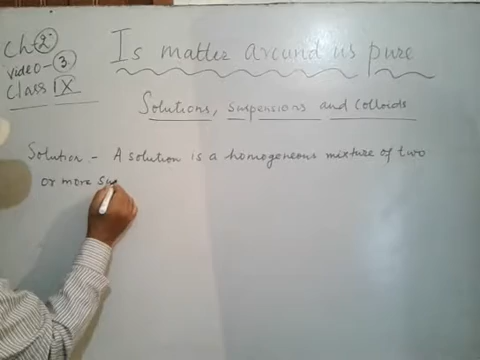 Ch-2
video-3
Class IX
Is matter around us pure
Solutions, Suspensions and Colloids
Solution - A solution is a homogeneous mixture of two
or more su